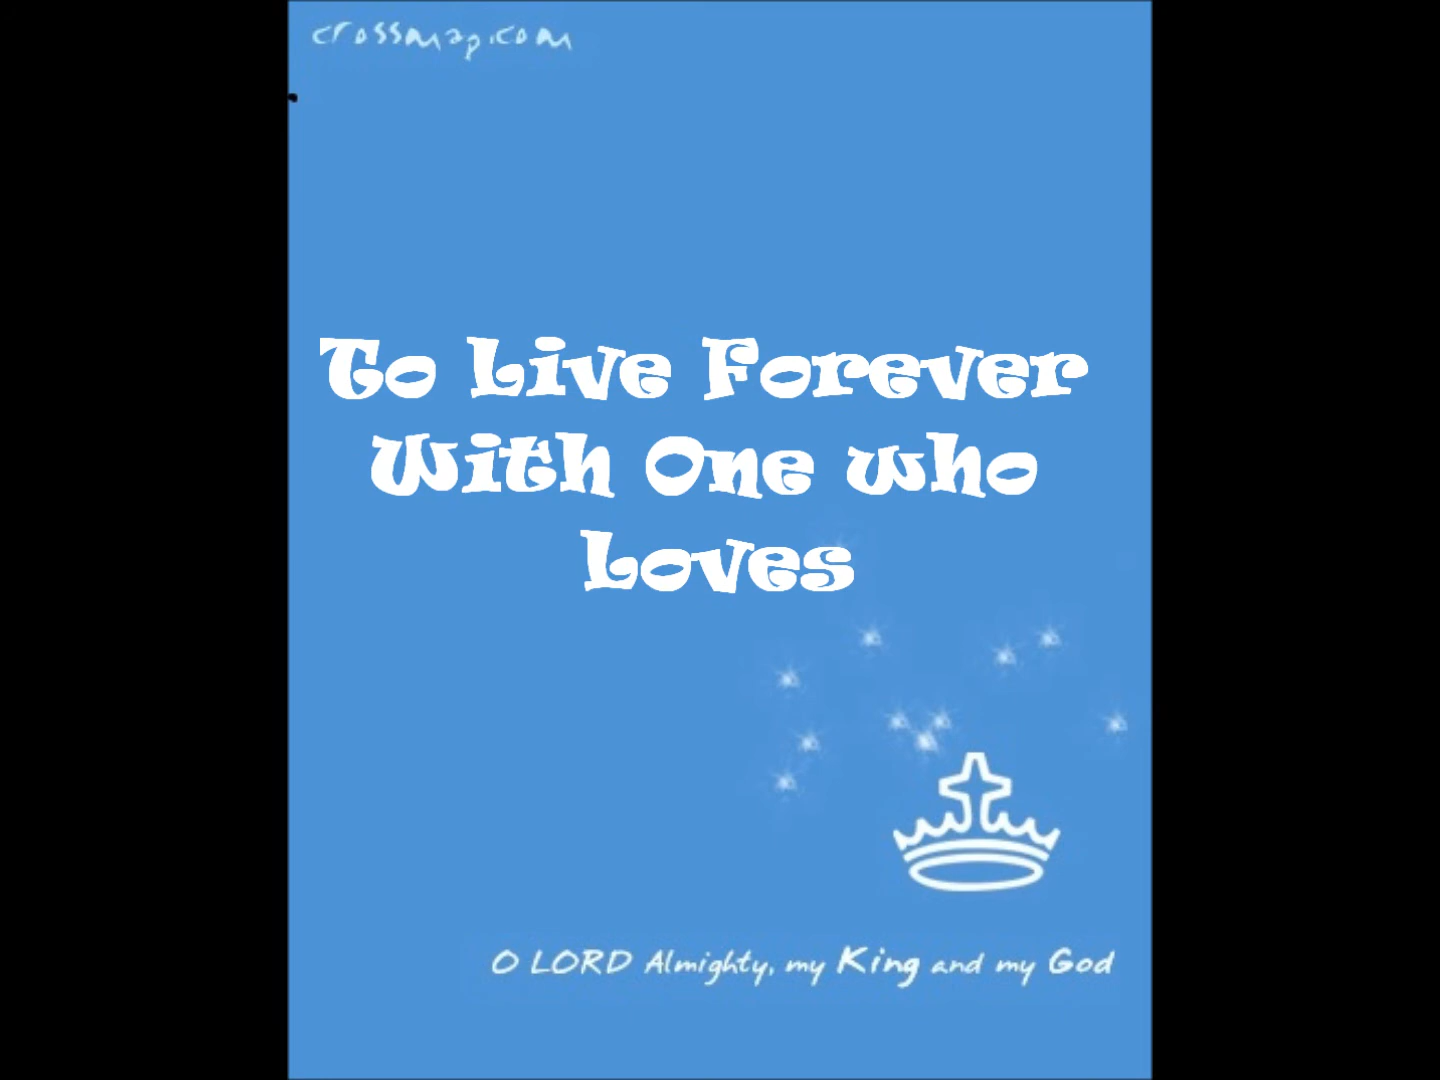 crossmap.com
To Live Forever
With One who
Loves
O LORD Almighty, my King and my God